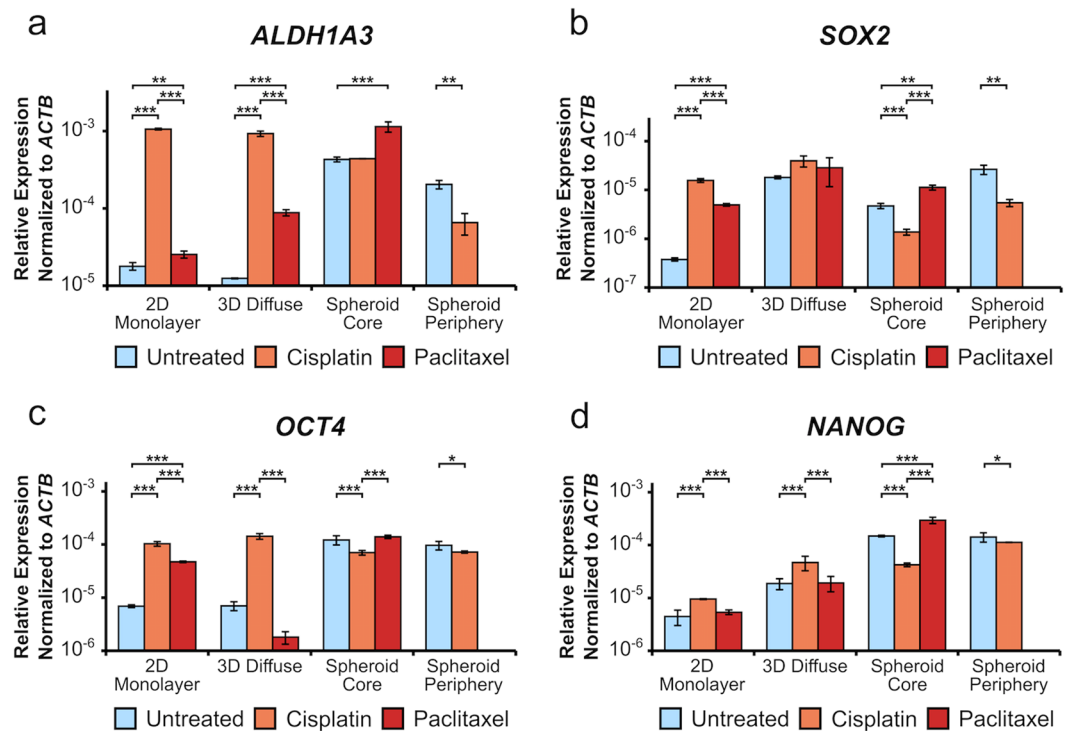 a
ALDH1A3
Relative Expression
Normalized to ACTB
** *** ** ***
*** ***
*** ***
10-3
10-4
10-5
2D
Monolayer
3D Diffuse
Spheroid
Core
Spheroid
Periphery
Untreated Cisplatin Paclitaxel
b
SOX2
Relative Expression
Normalized to ACTB
*** ** **
*** ***
*** ***
10-4
10-5
10-6
10-7
2D
Monolayer
3D Diffuse
Spheroid
Core
Spheroid
Periphery
Untreated Cisplatin Paclitaxel
c
OCT4
Relative Expression
Normalized to ACTB
*** *
*** *** ***
*** *** ***
10-3
10-4
10-5
10-6
2D
Monolayer
3D Diffuse
Spheroid
Core
Spheroid
Periphery
Untreated Cisplatin Paclitaxel
d
NANOG
Relative Expression
Normalized to ACTB
*** *
*** *** ***
*** *** ***
10-3
10-4
10-5
10-6
2D
Monolayer
3D Diffuse
Spheroid
Core
Spheroid
Periphery
Untreated Cisplatin Paclitaxel